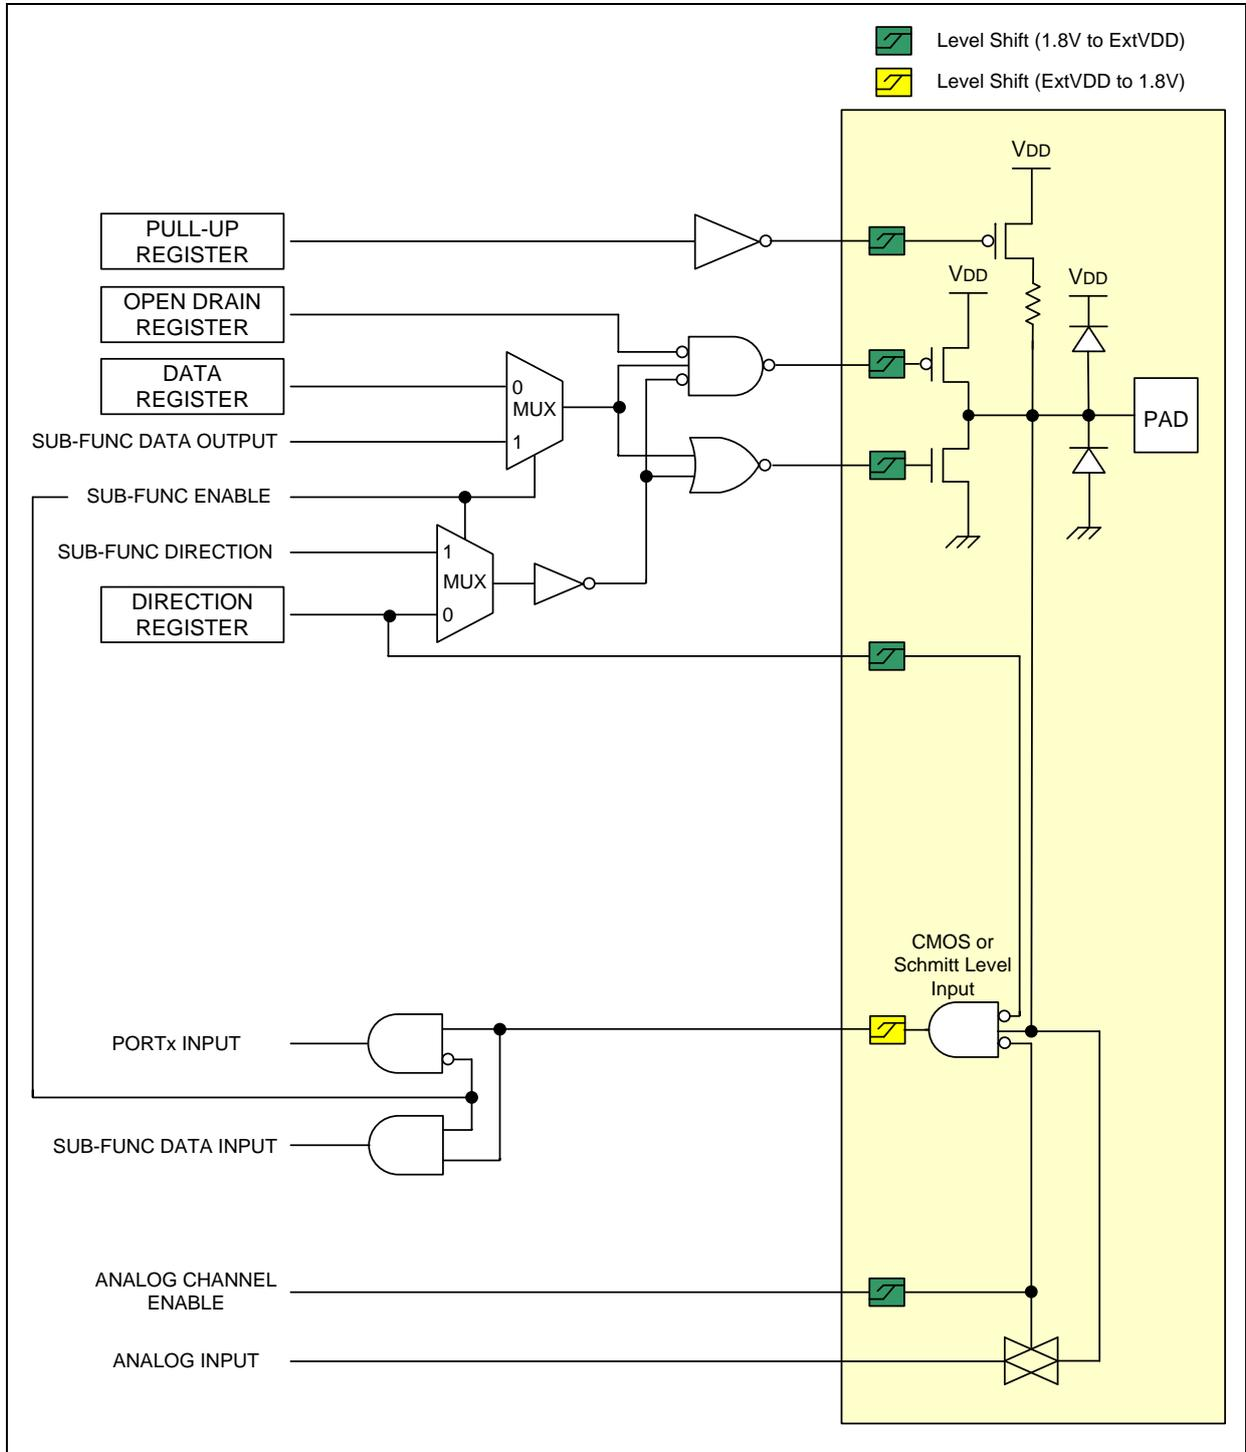 Level Shift (1.8V to ExtVDD)
Level Shift (ExtVDD to 1.8V)
VDD
PULL-UP
REGISTER
VDD
VDD
OPEN DRAIN
REGISTER
DATA
REGISTER
0
MUX
1
PAD
SUB-FUNC DATA OUTPUT
SUB-FUNC ENABLE
SUB-FUNC DIRECTION
1
MUX
0
DIRECTION
REGISTER
CMOS or
Schmitt Level
Input
PORTx INPUT
SUB-FUNC DATA INPUT
ANALOG CHANNEL
ENABLE
ANALOG INPUT